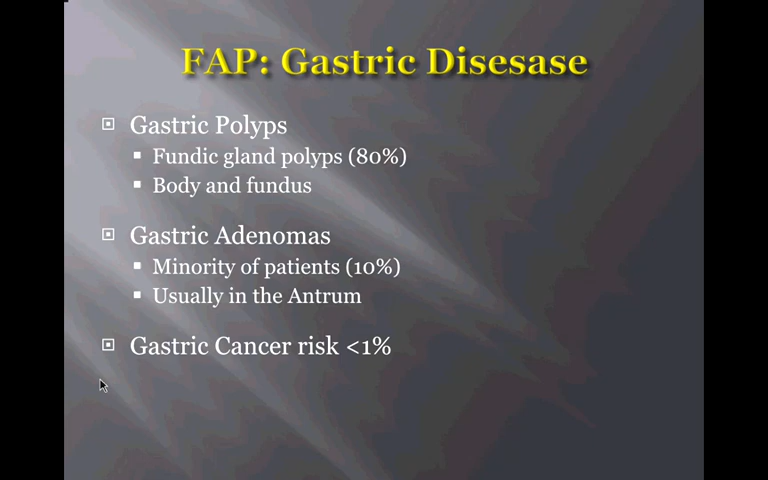 FAP: Gastric Disesase
Gastric Polyps
Fundic gland polyps (80%)
Body and fundus
Gastric Adenomas
Minority of patients (10%)
Usually in the Antrum
Gastric Cancer risk <1%